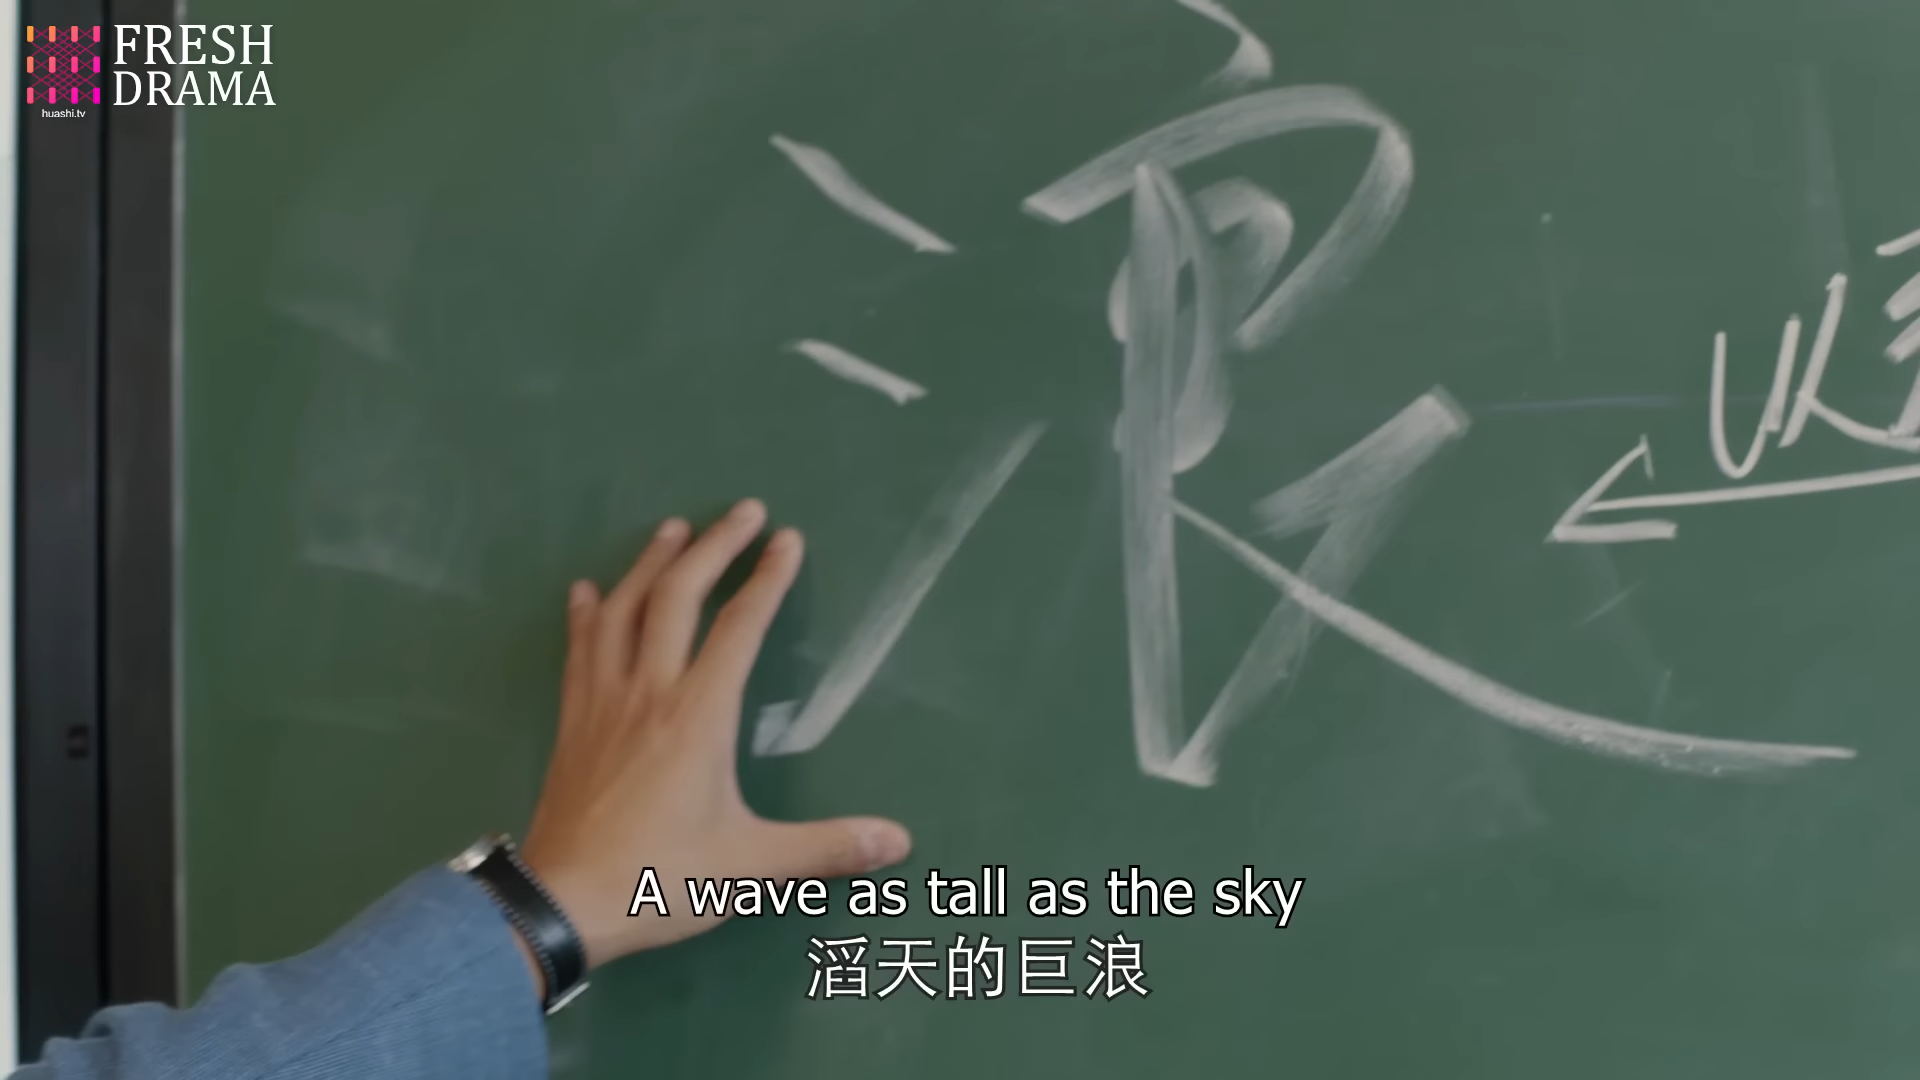 FRESH
DRAMA
huashi.tv
浪
A wave as tall as the sky
滔天的巨浪